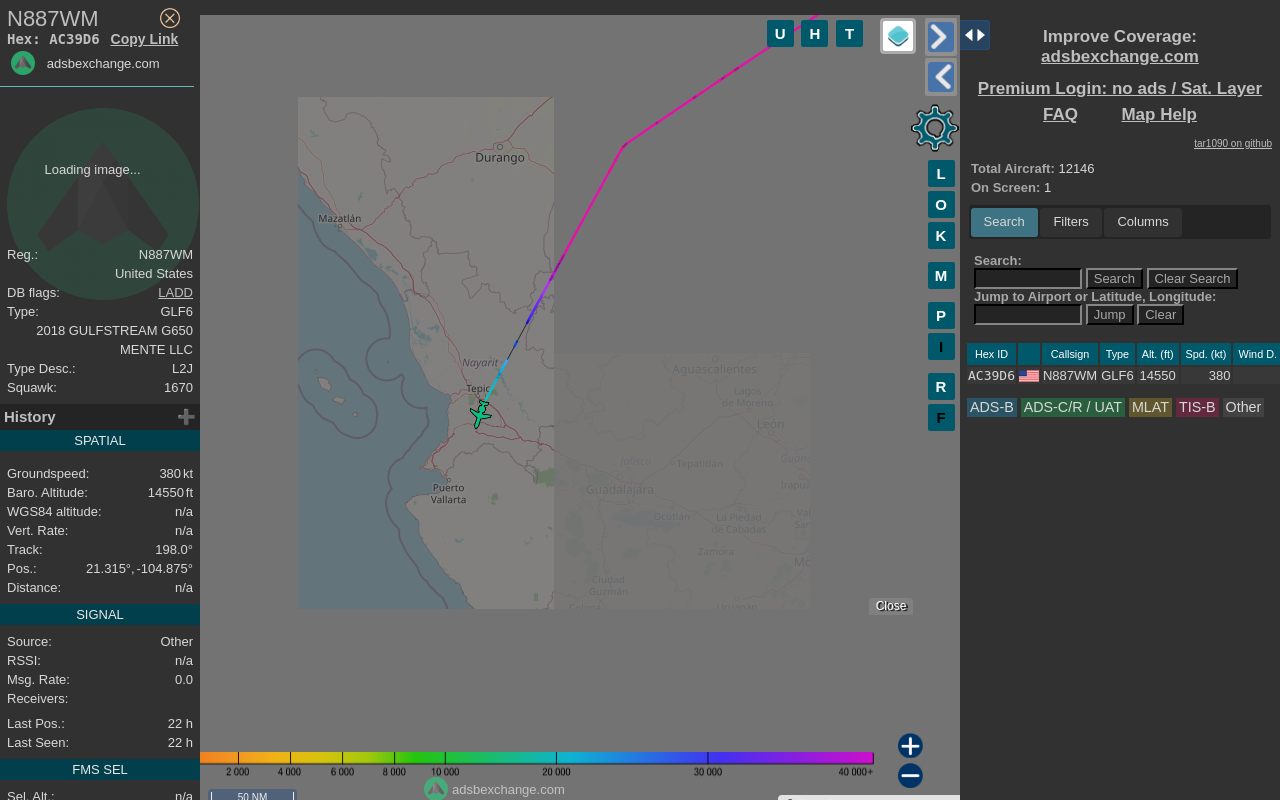 N887WM
Hex: AC39D6 Copy Link
adsbexchange.com
Loading image...
Reg.: N887WM
United States
DB flags: LADD
Type: GLF6
2018 GULFSTREAM G650
MENTE LLC
Type Desc.: L2J
Squawk: 1670
History
SPATIAL
Groundspeed: 380 kt
Baro. Altitude: 14550 ft
WGS84 altitude: n/a
Vert. Rate: n/a
Track: 198.0°
Pos.: 21.315°, -104.875°
Distance: n/a
SIGNAL
Source: Other
RSSI: n/a
Msg. Rate: 0.0
Receivers:
Last Pos.: 22 h
Last Seen: 22 h
FMS SEL
Sel. Alt.: n/a
U H T
L
O
K
M
P
I
R
F
Durango
Mazatlán
Nayarit
Tepic
Aguascalientes
Lagos
de Moreno
León
Jalisco
Tepatitlán
Guadalajara
Puerto
Vallarta
Ocotlán
La Piedad
de Cabadas
Zamora
Ciudad
Guzmán
Close
2 000 4 000 6 000 8 000 10 000 20 000 30 000 40 000+
adsbexchange.com
50 NM
Improve Coverage:
adsbexchange.com
Premium Login: no ads / Sat. Layer
FAQ Map Help
tar1090 on github
Total Aircraft: 12146
On Screen: 1
Search Filters Columns
Search:
Search Clear Search
Jump to Airport or Latitude, Longitude:
Jump Clear
Hex ID Callsign Type Alt. (ft) Spd. (kt) Wind D.
AC39D6 N887WM GLF6 14550 380
ADS-B ADS-C/R / UAT MLAT TIS-B Other